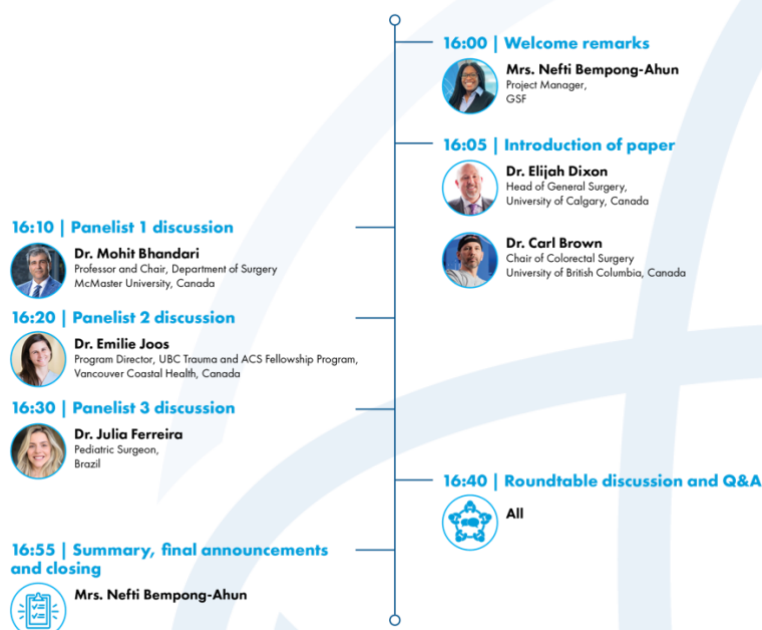 16:00 | Welcome remarks
Mrs. Nefti Bempong-Ahun
Project Manager,
GSF
16:05 | Introduction of paper
Dr. Elijah Dixon
Head of General Surgery,
University of Calgary, Canada
Dr. Carl Brown
Chair of Colorectal Surgery
University of British Columbia, Canada
16:10 | Panelist 1 discussion
Dr. Mohit Bhandari
Professor and Chair, Department of Surgery
McMaster University, Canada
16:20 | Panelist 2 discussion
Dr. Emilie Joos
Program Director, UBC Trauma and ACS Fellowship Program,
Vancouver Coastal Health, Canada
16:30 | Panelist 3 discussion
Dr. Julia Ferreira
Pediatric Surgeon,
Brazil
16:40 | Roundtable discussion and Q&A
All
16:55 | Summary, final announcements
and closing
Mrs. Nefti Bempong-Ahun